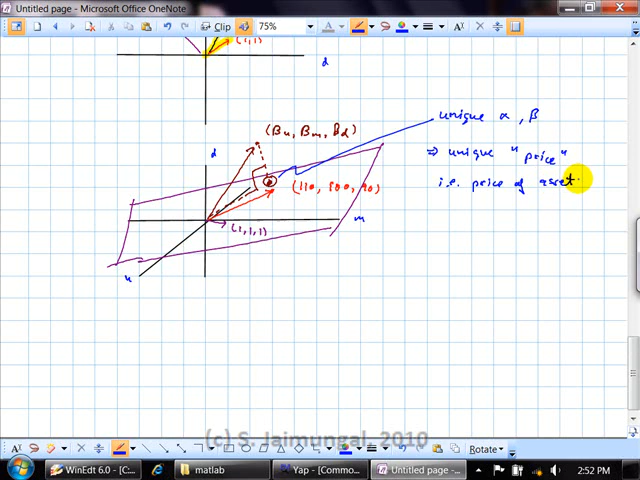 Untitled page - Microsoft Office OneNote
Clip
75%
(1,1)
d
unique α, β
(Bu, Bm, Bd)
d
⇒ unique "price"
(110, 100, 90)
i.e. price of asset
m
(1,1,1)
u
(c) S. Jaimungal, 2010
Rotate
WinEdt 6.0 - [C:...
matlab
Yap - [Commo...
Untitled page - M...
2:52 PM